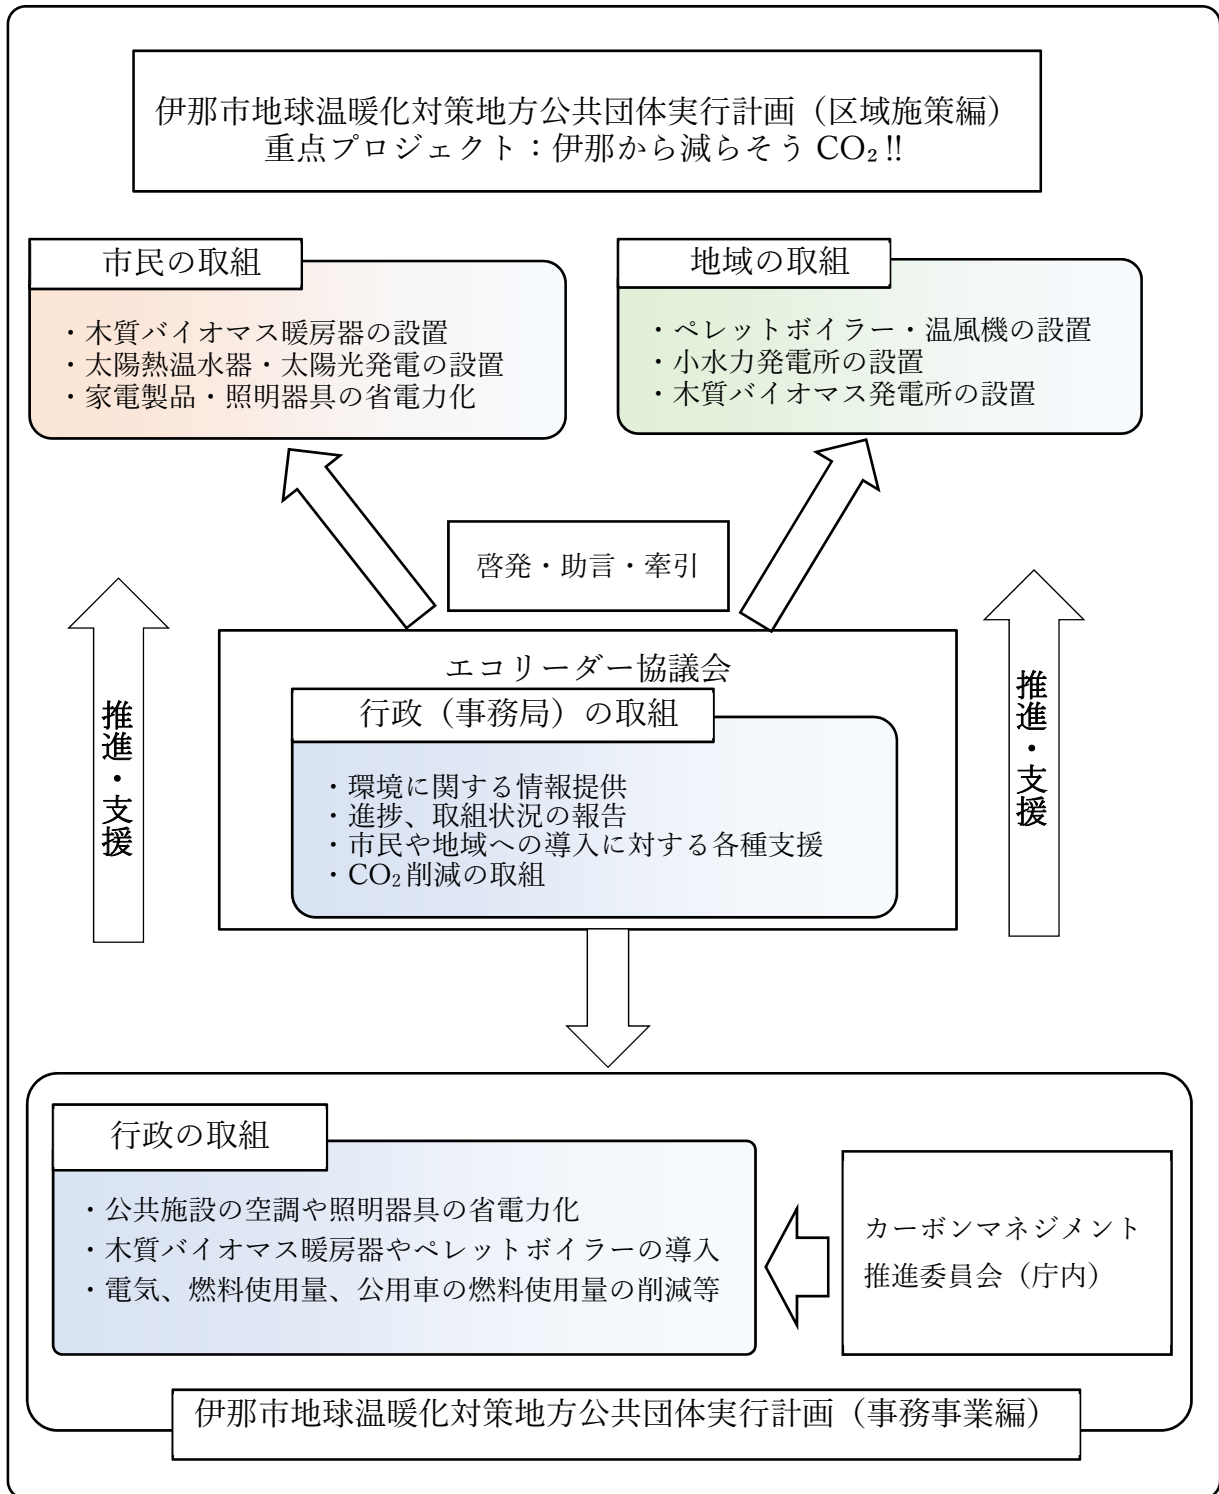 伊那市地球温暖化対策地方公共団体実行計画（区域施策編）
重点プロジェクト：伊那から減らそう CO₂ !!
市民の取組
・木質バイオマス暖房器の設置
・太陽熱温水器・太陽光発電の設置
・家電製品・照明器具の省電力化
地域の取組
・ペレットボイラー・温風機の設置
・小水力発電所の設置
・木質バイオマス発電所の設置
啓発・助言・牽引
推進・支援
エコリーダー協議会
行政（事務局）の取組
・環境に関する情報提供
・進捗、取組状況の報告
・市民や地域への導入に対する各種支援
・CO₂ 削減の取組
推進・支援
行政の取組
・公共施設の空調や照明器具の省電力化
・木質バイオマス暖房器やペレットボイラーの導入
・電気、燃料使用量、公用車の燃料使用量の削減等
カーボンマネジメント
推進委員会（庁内）
伊那市地球温暖化対策地方公共団体実行計画（事務事業編）